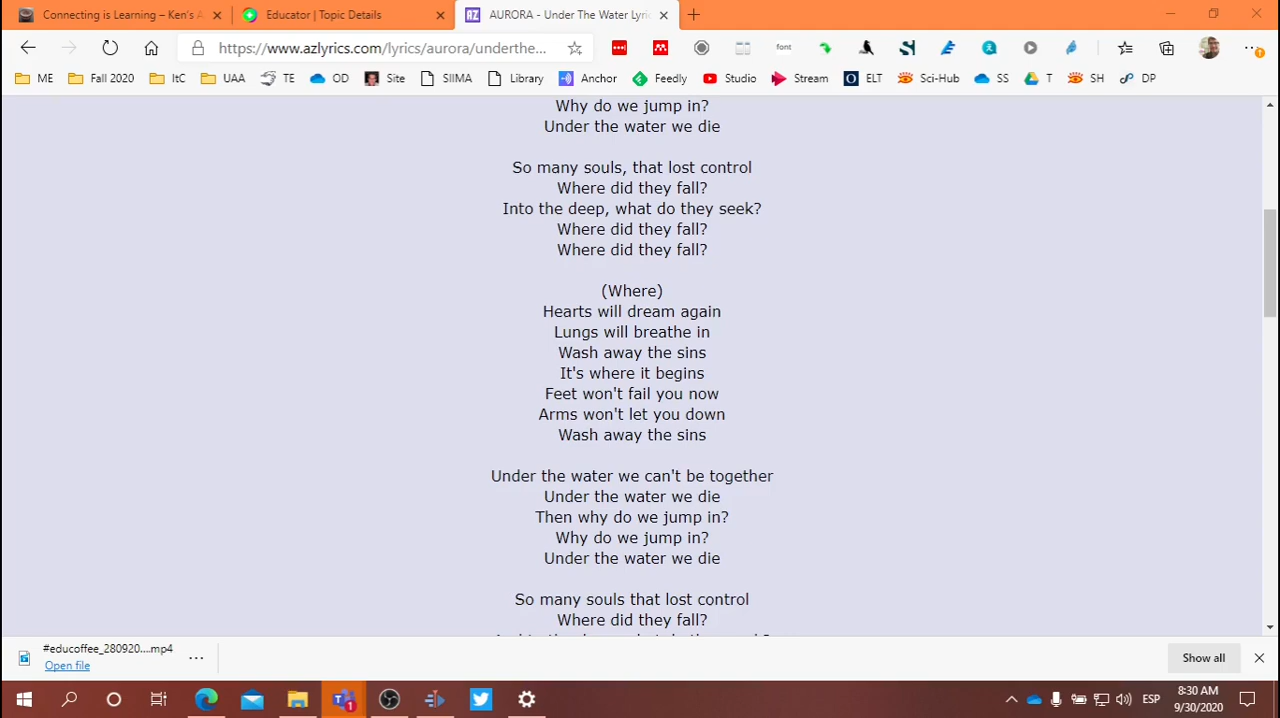 Connecting is Learning – Ken's A
Educator | Topic Details
AURORA - Under The Water Lyric
https://www.azlyrics.com/lyrics/aurora/underthe...
font
ME
Fall 2020
ItC
UAA
TE
OD
Site
SIIMA
Library
Anchor
Feedly
Studio
Stream
ELT
Sci-Hub
SS
T
SH
DP
Why do we jump in?
Under the water we die
So many souls, that lost control
Where did they fall?
Into the deep, what do they seek?
Where did they fall?
Where did they fall?
(Where)
Hearts will dream again
Lungs will breathe in
Wash away the sins
It's where it begins
Feet won't fail you now
Arms won't let you down
Wash away the sins
Under the water we can't be together
Under the water we die
Then why do we jump in?
Why do we jump in?
Under the water we die
So many souls that lost control
Where did they fall?
#educoffee_280920....mp4
Open file
Show all
ESP
8:30 AM
9/30/2020